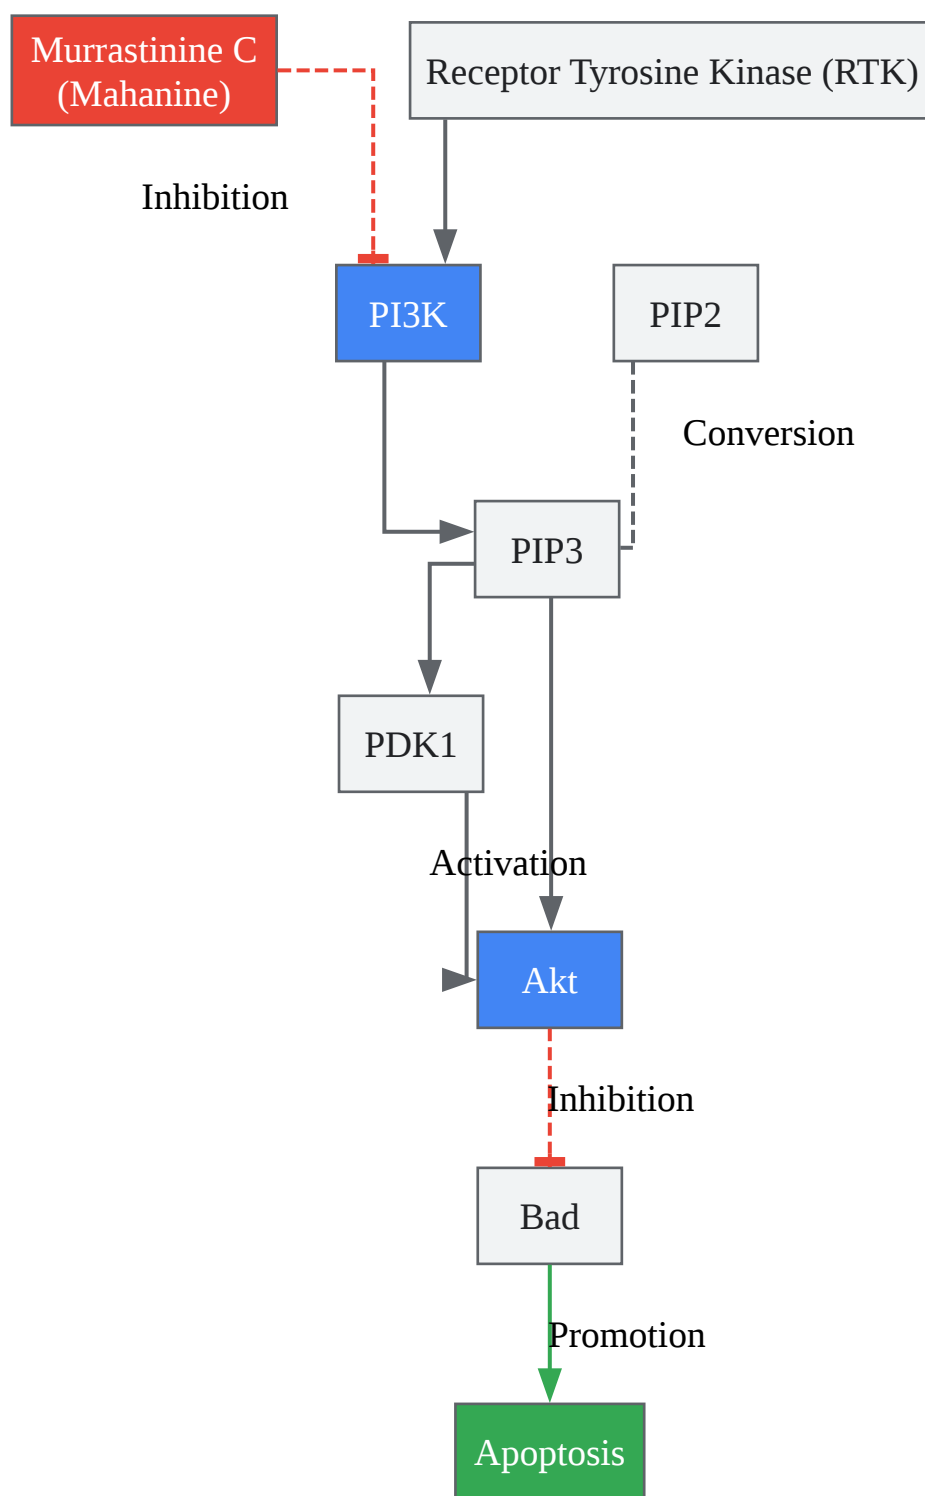 Murrastinine C
(Mahanine)
Receptor Tyrosine Kinase (RTK)
Inhibition
PI3K
PIP2
Conversion
PIP3
PDK1
Activation
Akt
Inhibition
Bad
Promotion
Apoptosis